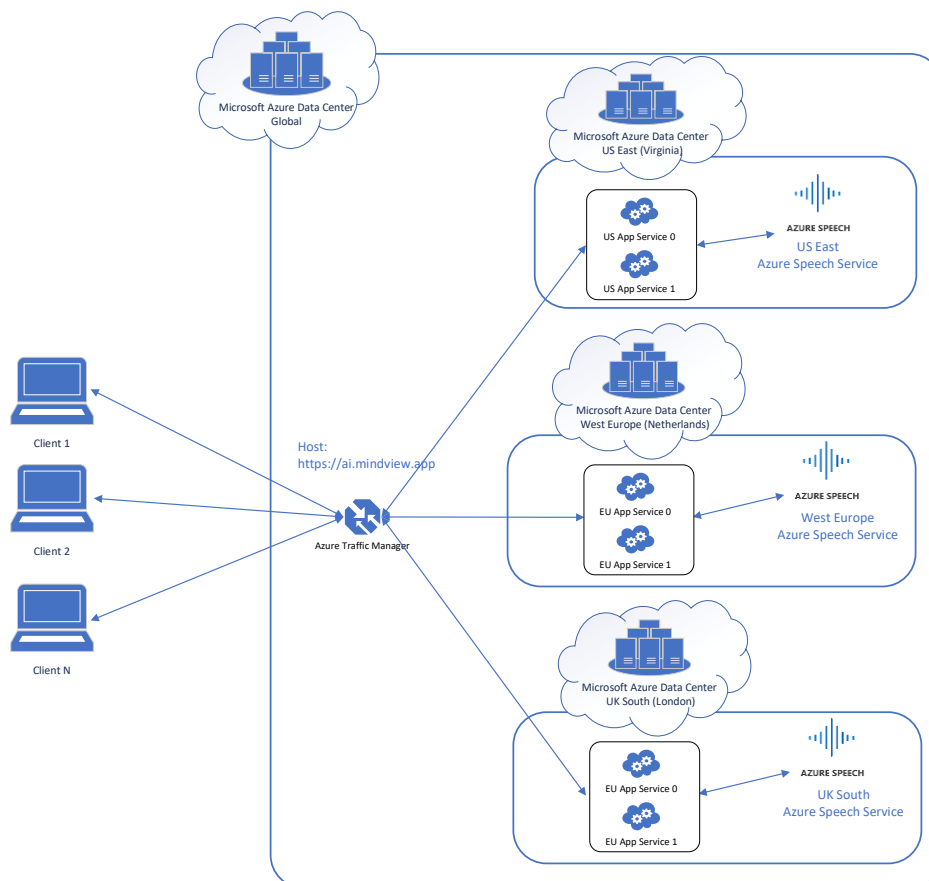 Microsoft Azure Data Center
Global
Microsoft Azure Data Center
US East (Virginia)
US App Service 0
US App Service 1
AZURE SPEECH
US East
Azure Speech Service
Microsoft Azure Data Center
West Europe (Netherlands)
EU App Service 0
EU App Service 1
AZURE SPEECH
West Europe
Azure Speech Service
Client 1
Client 2
Client N
Host:
https://ai.mindview.app
Azure Traffic Manager
Microsoft Azure Data Center
UK South (London)
EU App Service 0
EU App Service 1
AZURE SPEECH
UK South
Azure Speech Service